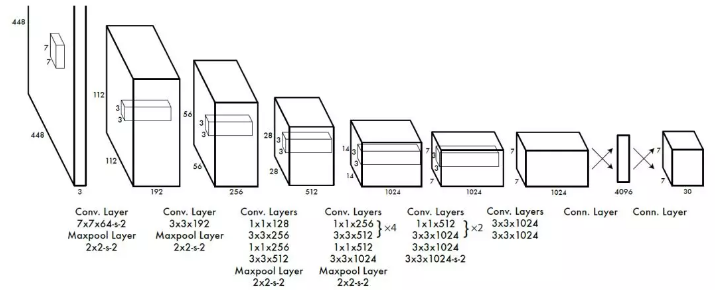 448
7
7
448
3
112
3
3
112
192
56
3
3
56
256
28
3
3
28
512
14
3
3
14
1024
7
3
3
7
1024
7
7
1024
4096
7
7
30
Conv. Layer
7x7x64-s-2
Maxpool Layer
2x2-s-2
Conv. Layer
3x3x192
Maxpool Layer
2x2-s-2
Conv. Layers
1x1x128
3x3x256
1x1x256
3x3x512
Maxpool Layer
2x2-s-2
Conv. Layers
1x1x256
3x3x512
}×4
1x1x512
3x3x1024
Maxpool Layer
2x2-s-2
Conv. Layers
1x1x512
3x3x1024
}×2
3x3x1024
3x3x1024-s-2
Conv. Layers
3x3x1024
3x3x1024
Conn. Layer
Conn. Layer